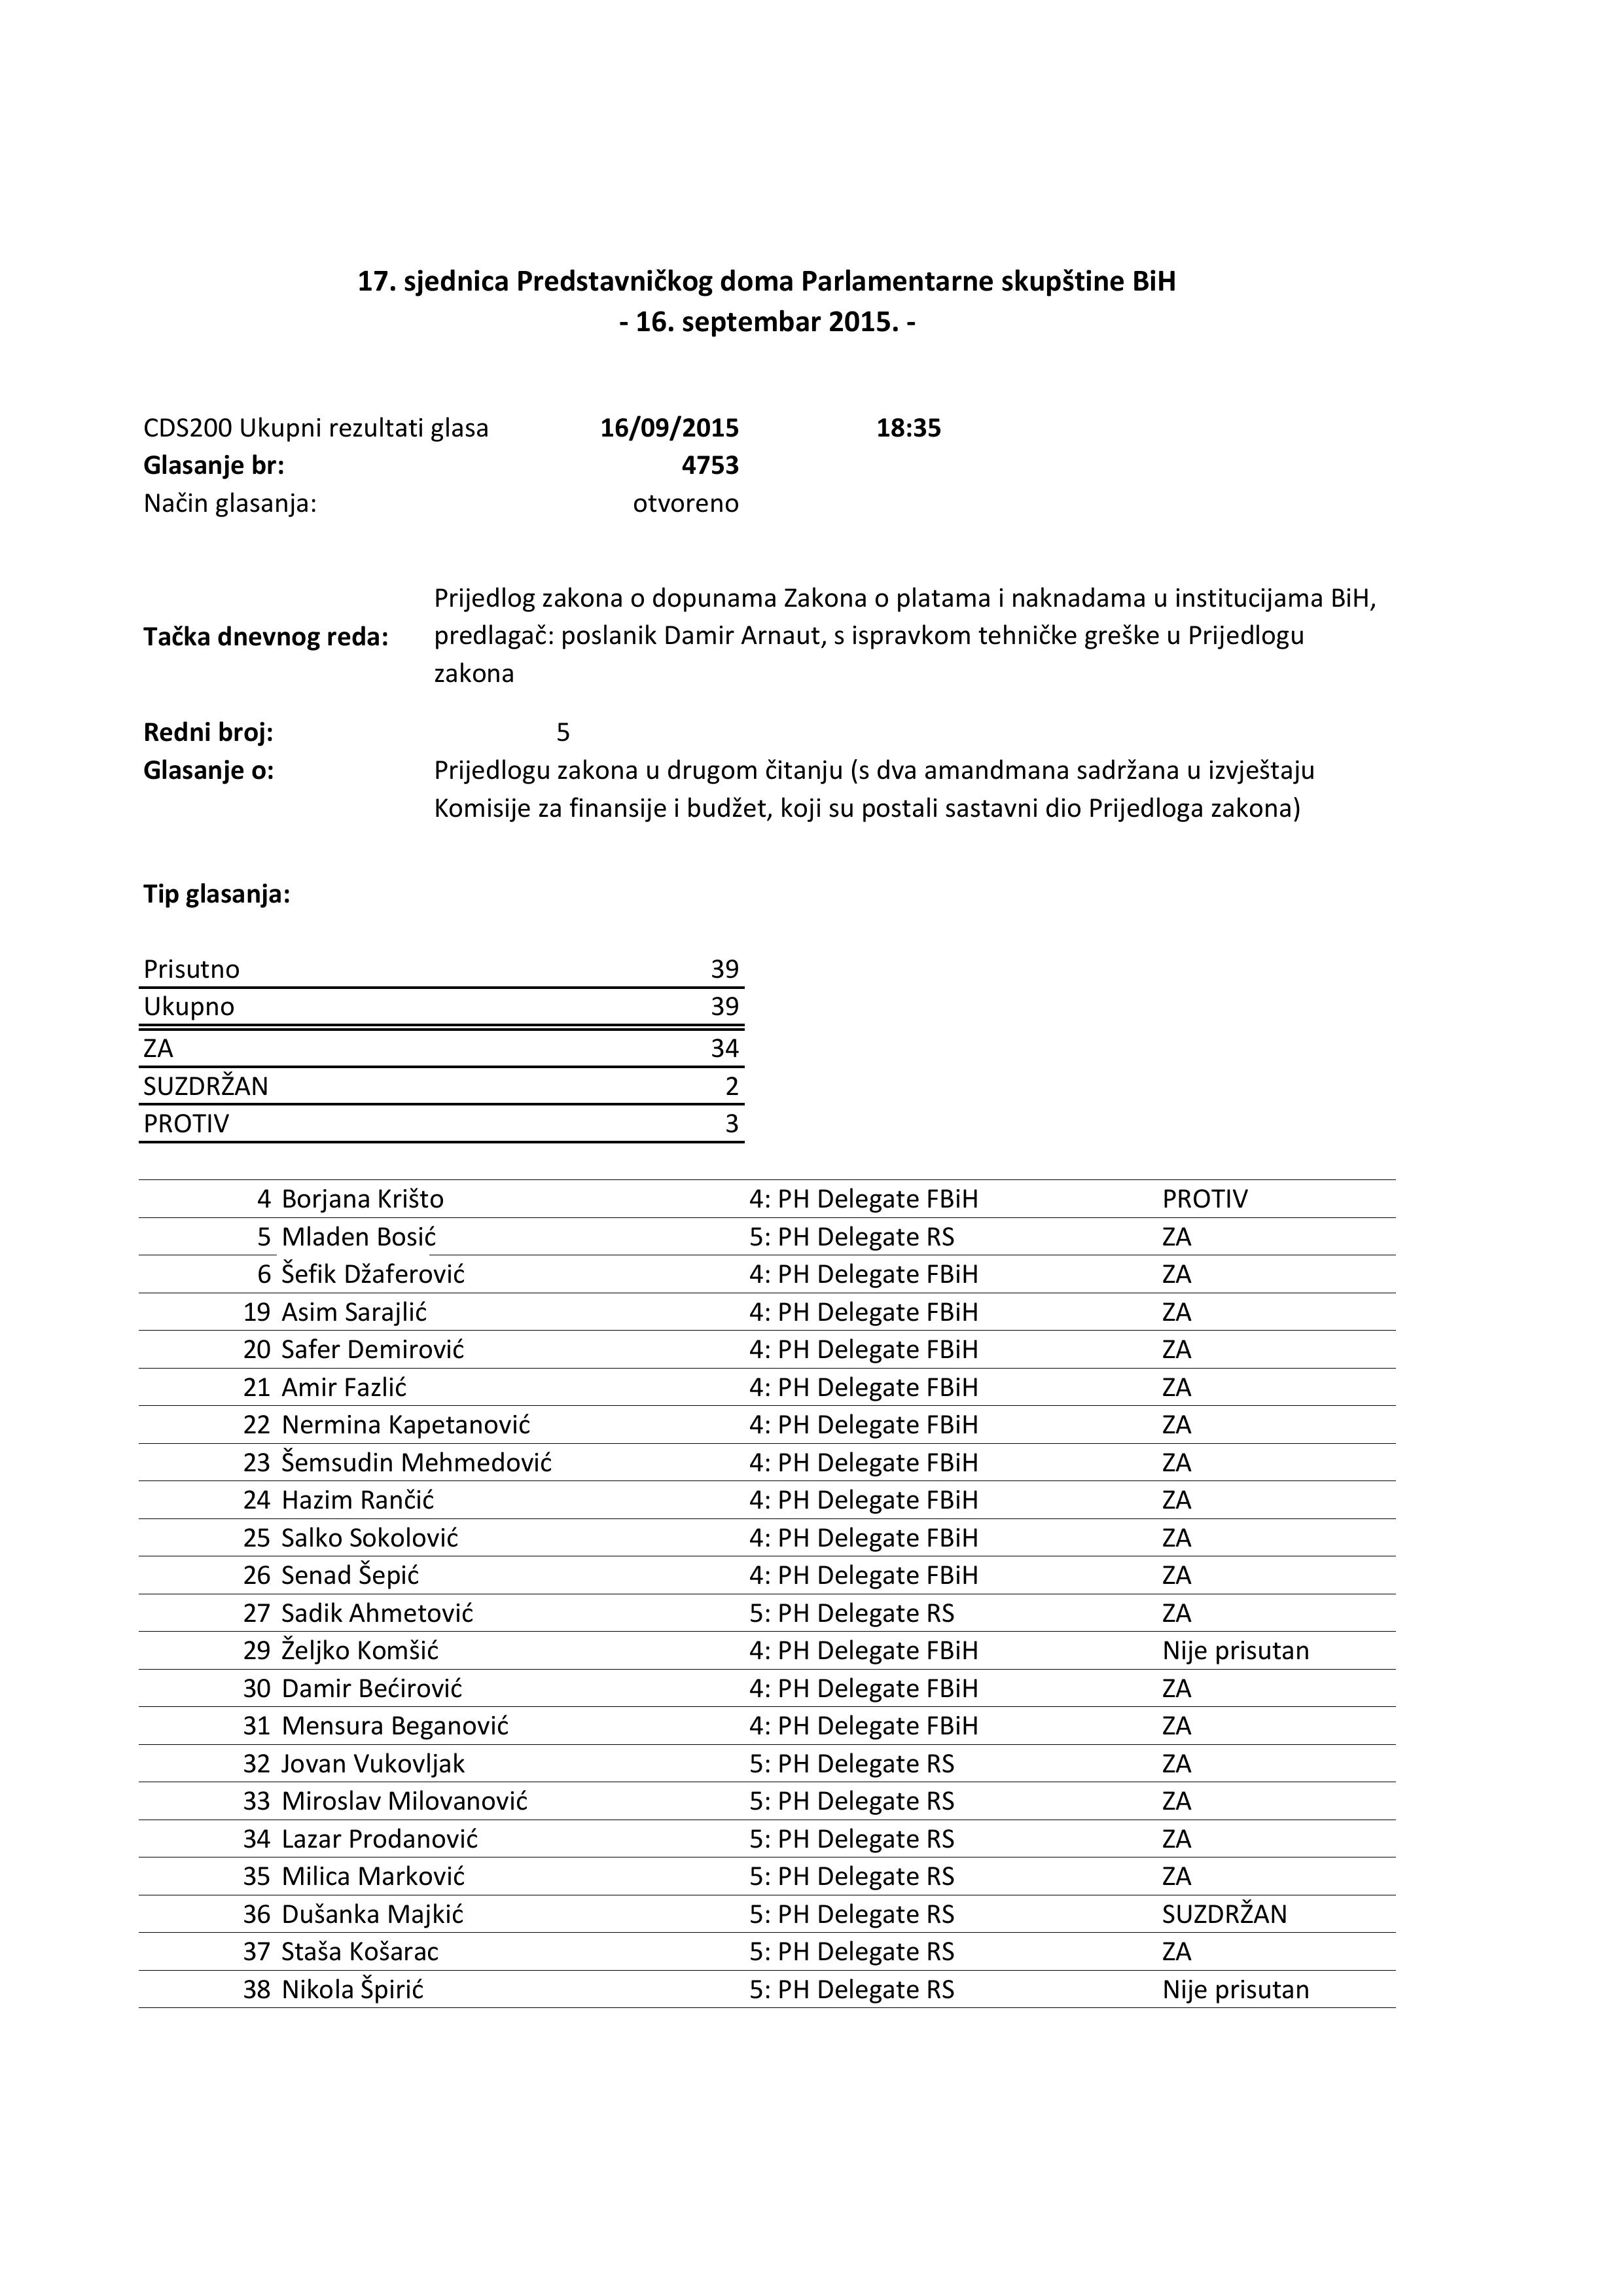 17. sjednica Predstavničkog doma Parlamentarne skupštine BiH
- 16. septembar 2015. -
CDS200 Ukupni rezultati glasa 16/09/2015 18:35
Glasanje br: 4753
Način glasanja: otvoreno
Prijedlog zakona o dopunama Zakona o platama i naknadama u institucijama BiH,
Tačka dnevnog reda: predlagač: poslanik Damir Arnaut, s ispravkom tehničke greške u Prijedlogu
zakona
Redni broj: 5
Glasanje o: Prijedlogu zakona u drugom čitanju (s dva amandmana sadržana u izvještaju
Komisije za finansije i budžet, koji su postali sastavni dio Prijedloga zakona)
Tip glasanja:
Prisutno 39
Ukupno 39
ZA 34
SUZDRŽAN 2
PROTIV 3
4 Borjana Krišto 4: PH Delegate FBiH PROTIV
5 Mladen Bosić 5: PH Delegate RS ZA
6 Šefik Džaferović 4: PH Delegate FBiH ZA
19 Asim Sarajlić 4: PH Delegate FBiH ZA
20 Safer Demirović 4: PH Delegate FBiH ZA
21 Amir Fazlić 4: PH Delegate FBiH ZA
22 Nermina Kapetanović 4: PH Delegate FBiH ZA
23 Šemsudin Mehmedović 4: PH Delegate FBiH ZA
24 Hazim Rančić 4: PH Delegate FBiH ZA
25 Salko Sokolović 4: PH Delegate FBiH ZA
26 Senad Šepić 4: PH Delegate FBiH ZA
27 Sadik Ahmetović 5: PH Delegate RS ZA
29 Željko Komšić 4: PH Delegate FBiH Nije prisutan
30 Damir Bećirović 4: PH Delegate FBiH ZA
31 Mensura Beganović 4: PH Delegate FBiH ZA
32 Jovan Vukovljak 5: PH Delegate RS ZA
33 Miroslav Milovanović 5: PH Delegate RS ZA
34 Lazar Prodanović 5: PH Delegate RS ZA
35 Milica Marković 5: PH Delegate RS ZA
36 Dušanka Majkić 5: PH Delegate RS SUZDRŽAN
37 Staša Košarac 5: PH Delegate RS ZA
38 Nikola Špirić 5: PH Delegate RS Nije prisutan